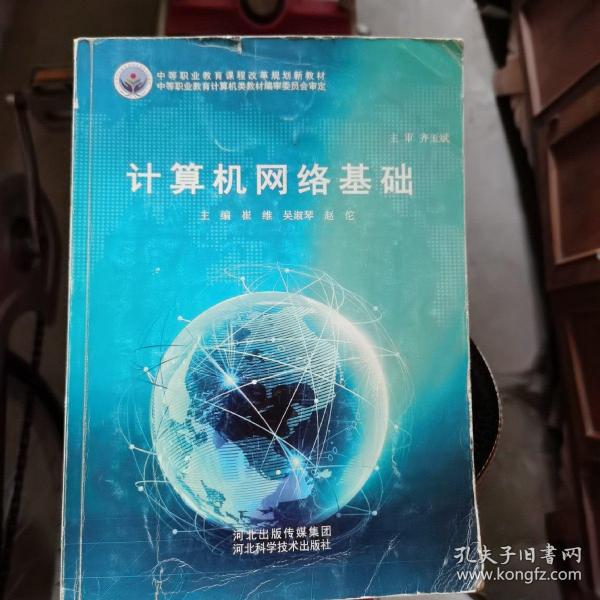 中等职业教育课程改革规划新教材
中等职业教育计算机类教材编审委员会审定
主 审 齐玉斌
计算机网络基础
主 编 崔 维 吴淑琴 赵 佗
河北出版传媒集团
河北科学技术出版社
孔夫子旧书网
www.kongfz.com